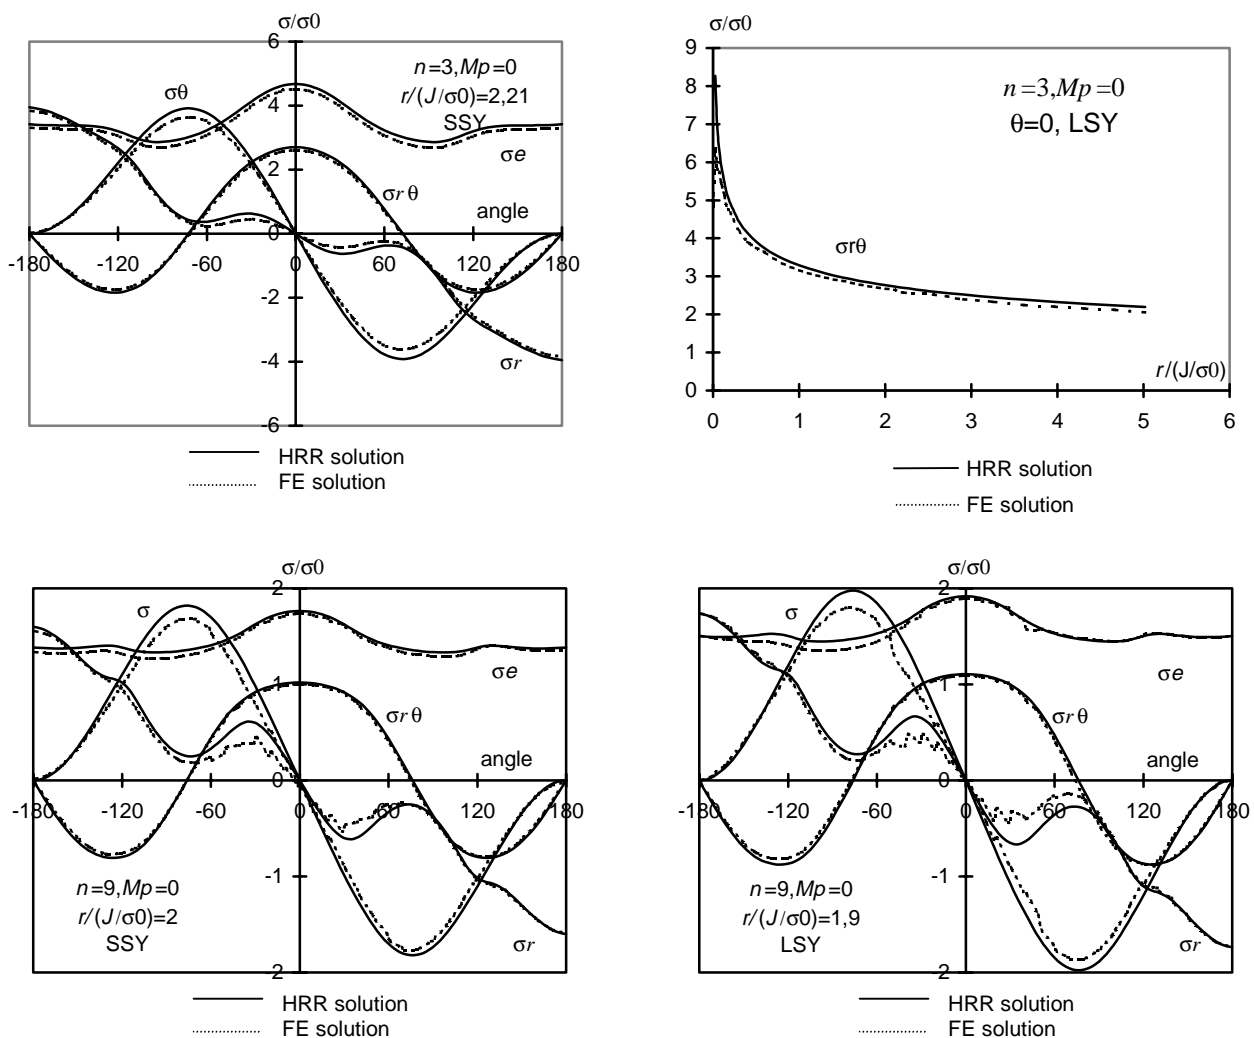 σ/σ0
6
n=3,Mp=0
r/(J/σ0)=2,21
SSY
σθ
4
σe
2
σrθ
angle
0
-180 -120 -60 0 60 120 180
-2
-4
σr
-6
HRR solution
FE solution
σ/σ0
9
8
n=3,Mp=0
θ=0, LSY
7
6
5
4
σrθ
3
2
1
r/(J/σ0)
0
0 1 2 3 4 5 6
HRR solution
FE solution
σ/σ0
2
σ
σe
1
σrθ
angle
0
-180 -120 -60 0 60 120 180
-1
n=9,Mp=0
r/(J/σ0)=2
SSY
σr
2
HRR solution
FE solution
σ/σ0
2
σ
σe
1
σrθ
angle
0
-180 -120 -60 0 60 120 180
-1
n=9,Mp=0
r/(J/σ0)=1,9
LSY
σr
2
HRR solution
FE solution